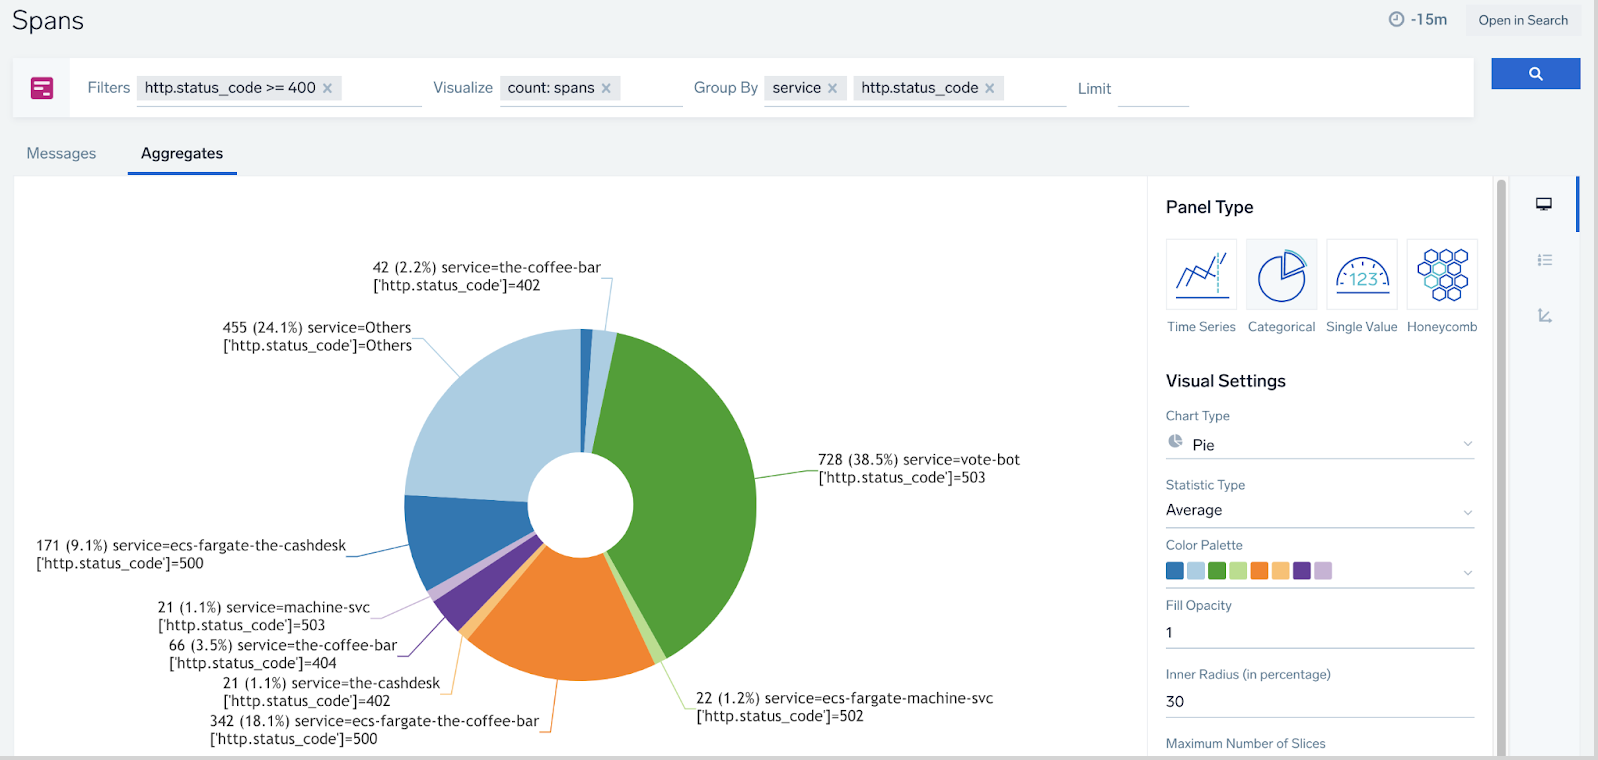 Spans
-15m
Open in Search
Filters http.status_code >= 400 × Visualize count: spans × Group By service × http.status_code × Limit
Messages
Aggregates
42 (2.2%) service=the-coffee-bar
['http.status_code']=402
455 (24.1%) service=Others
['http.status_code']=Others
728 (38.5%) service=vote-bot
['http.status_code']=503
171 (9.1%) service=ecs-fargate-the-cashdesk
['http.status_code']=500
21 (1.1%) service=machine-svc
['http.status_code']=503
66 (3.5%) service=the-coffee-bar
['http.status_code']=404
21 (1.1%) service=the-cashdesk
['http.status_code']=402
342 (18.1%) service=ecs-fargate-the-coffee-bar
['http.status_code']=500
22 (1.2%) service=ecs-fargate-machine-svc
['http.status_code']=502
Panel Type
123
Time Series Categorical Single Value Honeycomb
Visual Settings
Chart Type
Pie
Statistic Type
Average
Color Palette
Fill Opacity
1
Inner Radius (in percentage)
30
Maximum Number of Slices